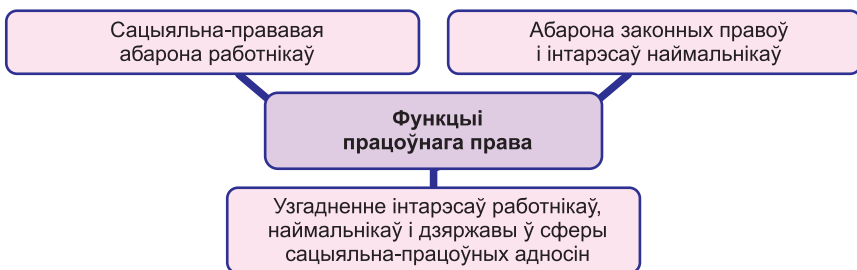 Сацыяльна-прававая
абарона работнікаў
Абарона законных правоў
і інтарэсаў наймальнікаў
Функцыі
працоўнага права
Узгадненне інтарэсаў работнікаў,
наймальнікаў і дзяржавы ў сферы
сацыяльна-працоўных адносін